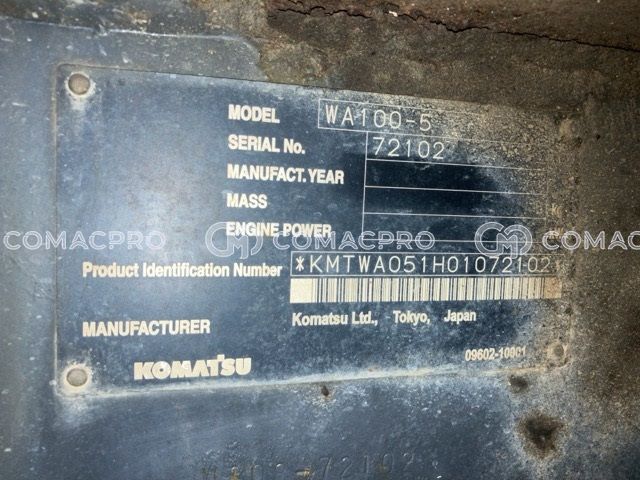 MODEL WA100-5
SERIAL No. 72102
MANUFACT.YEAR
MASS
ENGINE POWER
COMACPRO COMACPRO COMACPRO
Product Identification Number *KMTWA051H01072102*
MANUFACTURER Komatsu Ltd., Tokyo, Japan
KOMATSU 09602-10001
72102